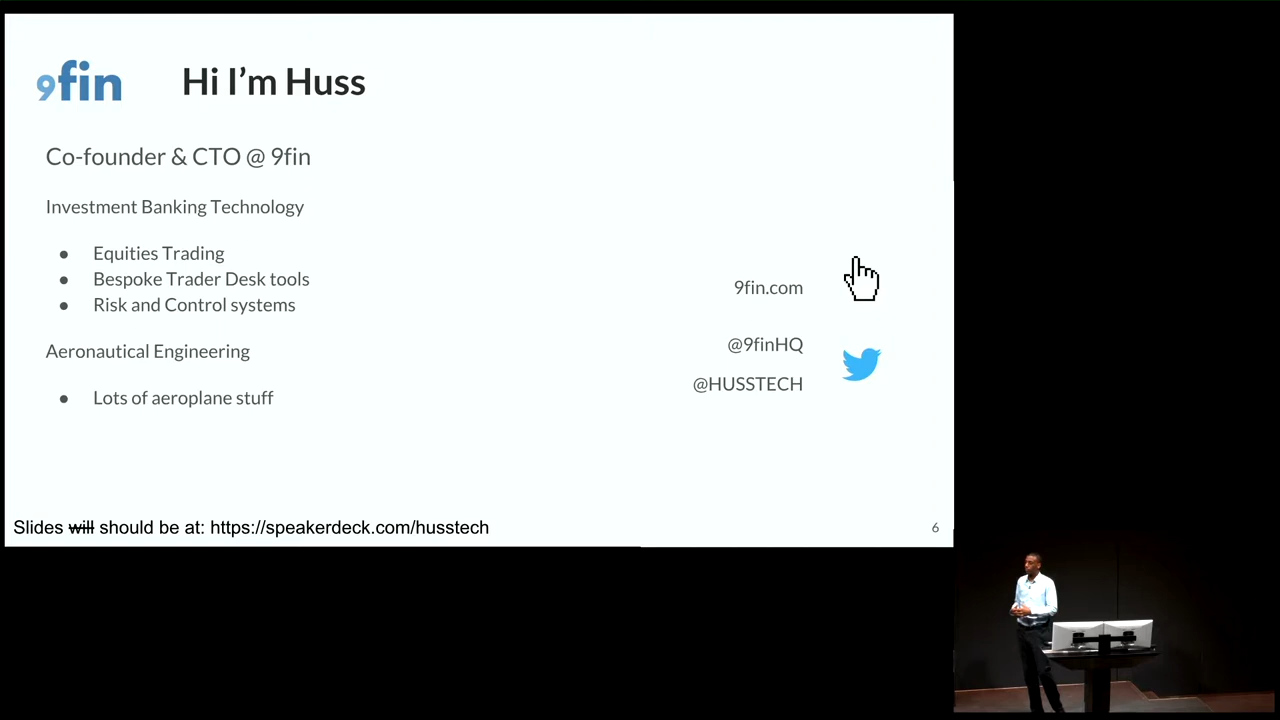 9fin
Hi I'm Huss
Co-founder & CTO @ 9fin
Investment Banking Technology
● Equities Trading
● Bespoke Trader Desk tools
● Risk and Control systems
Aeronautical Engineering
● Lots of aeroplane stuff
9fin.com
@9finHQ
@HUSSTECH
Slides will should be at: https://speakerdeck.com/husstech
6